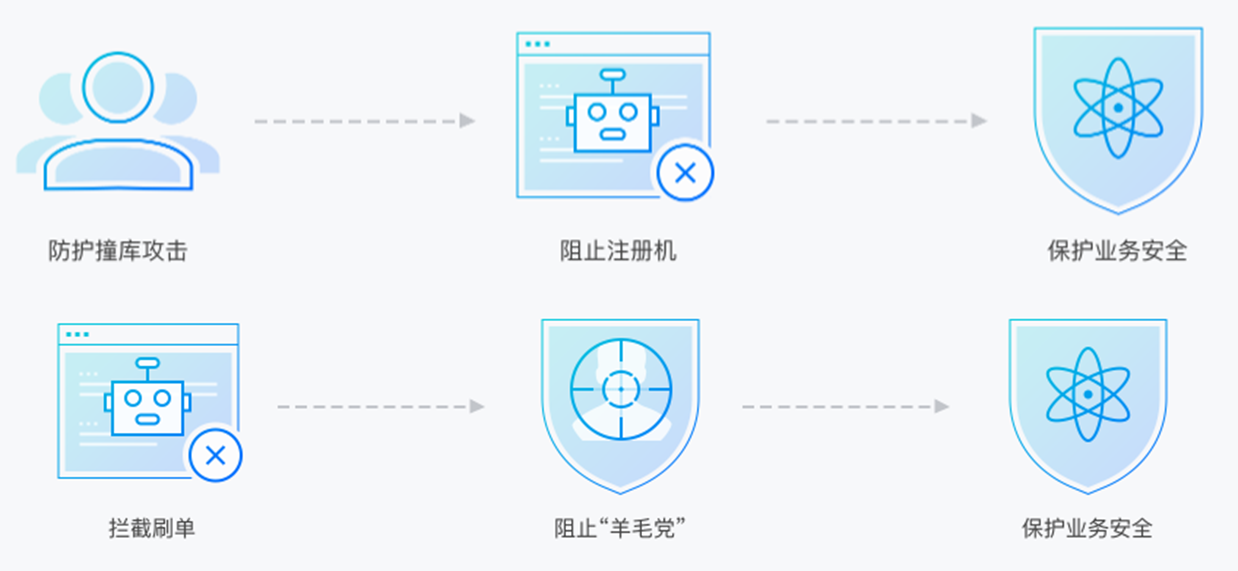 防护撞库攻击
阻止注册机
保护业务安全
拦截刷单
阻止“羊毛党”
保护业务安全